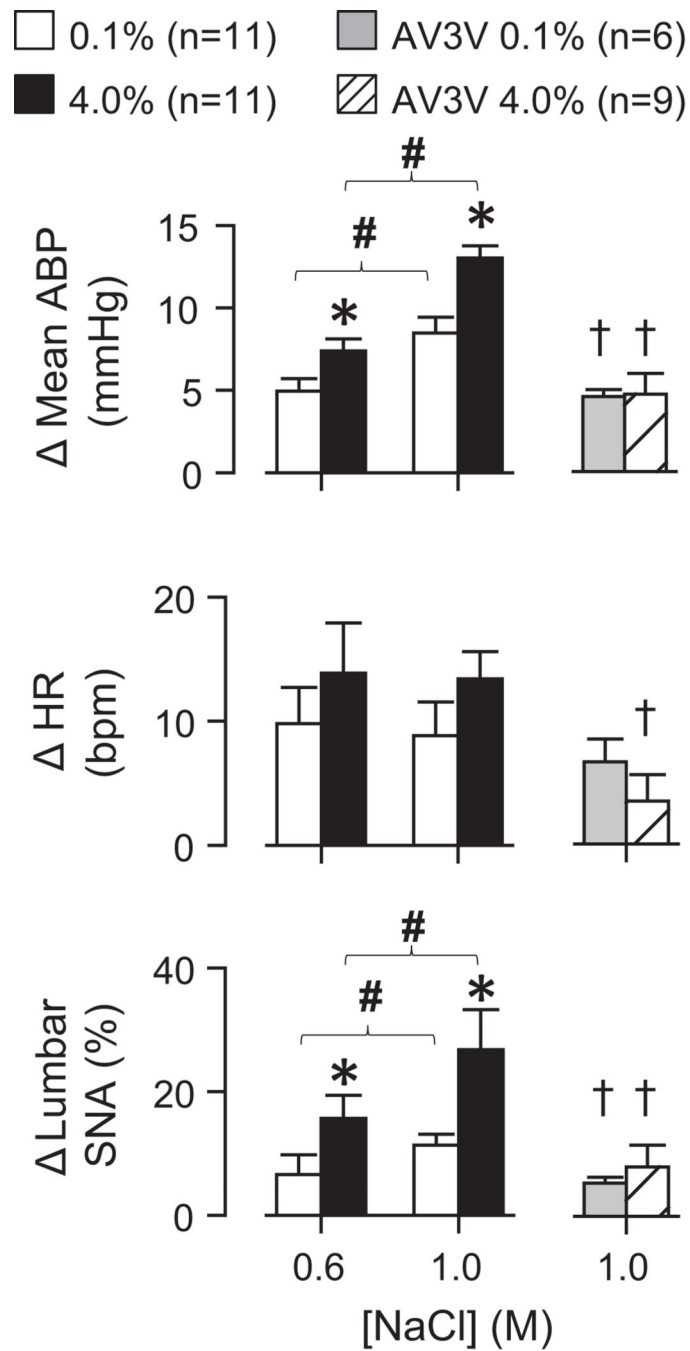 0.1% (n=11) AV3V 0.1% (n=6)
4.0% (n=11) AV3V 4.0% (n=9)
#
# *
*
† †
15
10
5
0
Δ Mean ABP
(mmHg)
†
20
10
0
Δ HR
(bpm)
#
# *
*
† †
40
20
0
ΔLumbar
SNA (%)
0.6 1.0 1.0
[NaCl] (M)